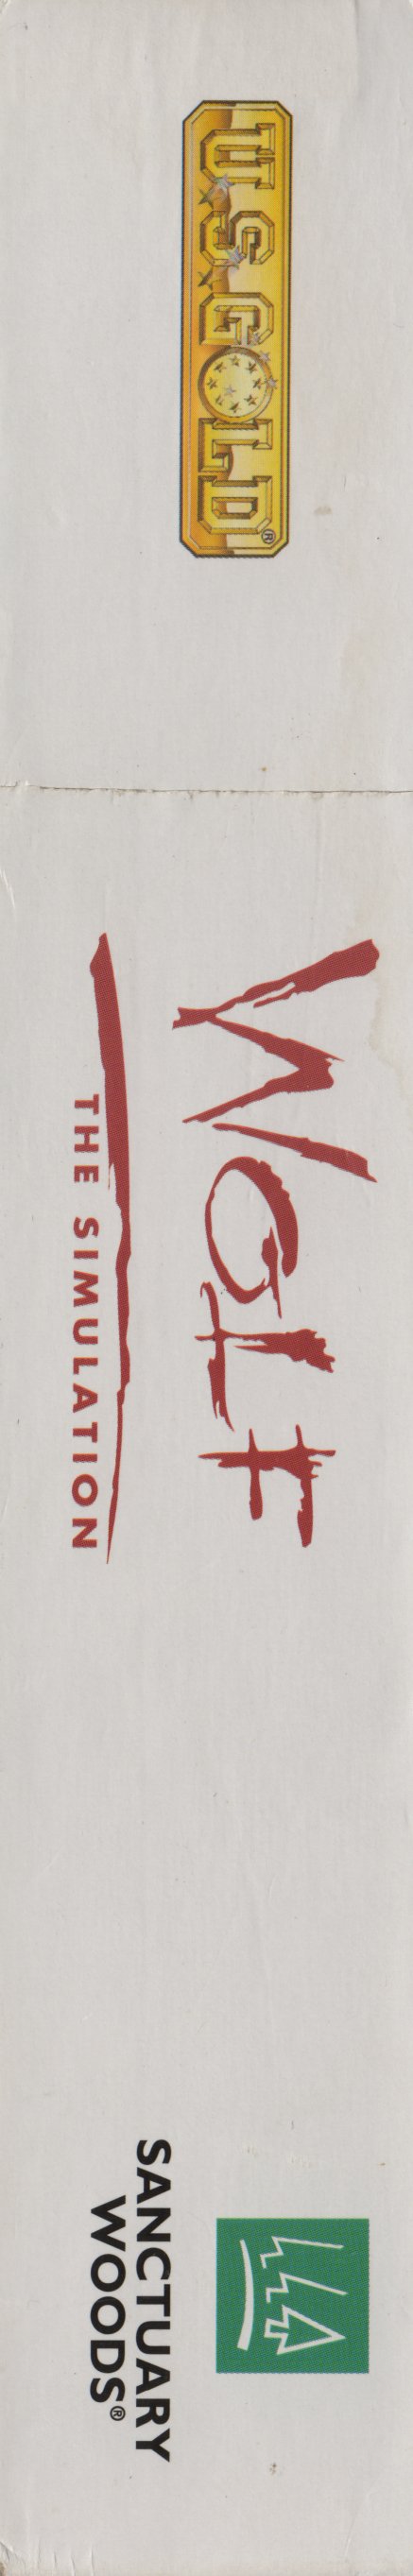 U.S.GOLD®
WOLF
THE SIMULATION
SANCTUARY
WOODS®